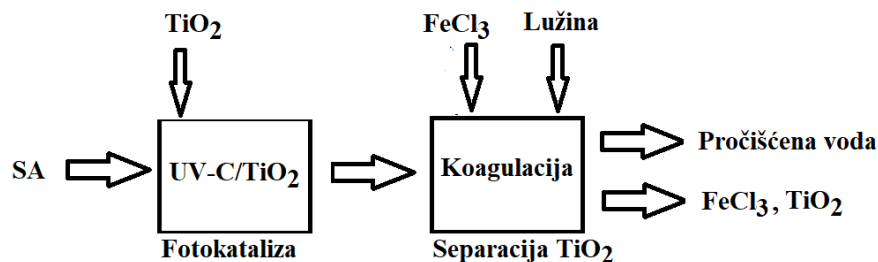 TiO2
FeCl3
Lužina
SA
UV-C/TiO2
Koagulacija
Pročišćena voda
FeCl3 , TiO2
Fotokataliza
Separacija TiO2